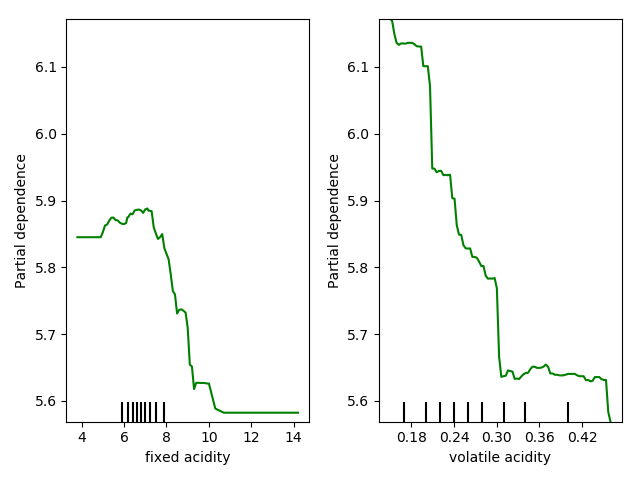 Partial dependence
6.1
6.0
5.9
5.8
5.7
5.6
4 6 8 10 12 14
fixed acidity
Partial dependence
6.1
6.0
5.9
5.8
5.7
5.6
0.18 0.24 0.30 0.36 0.42
volatile acidity